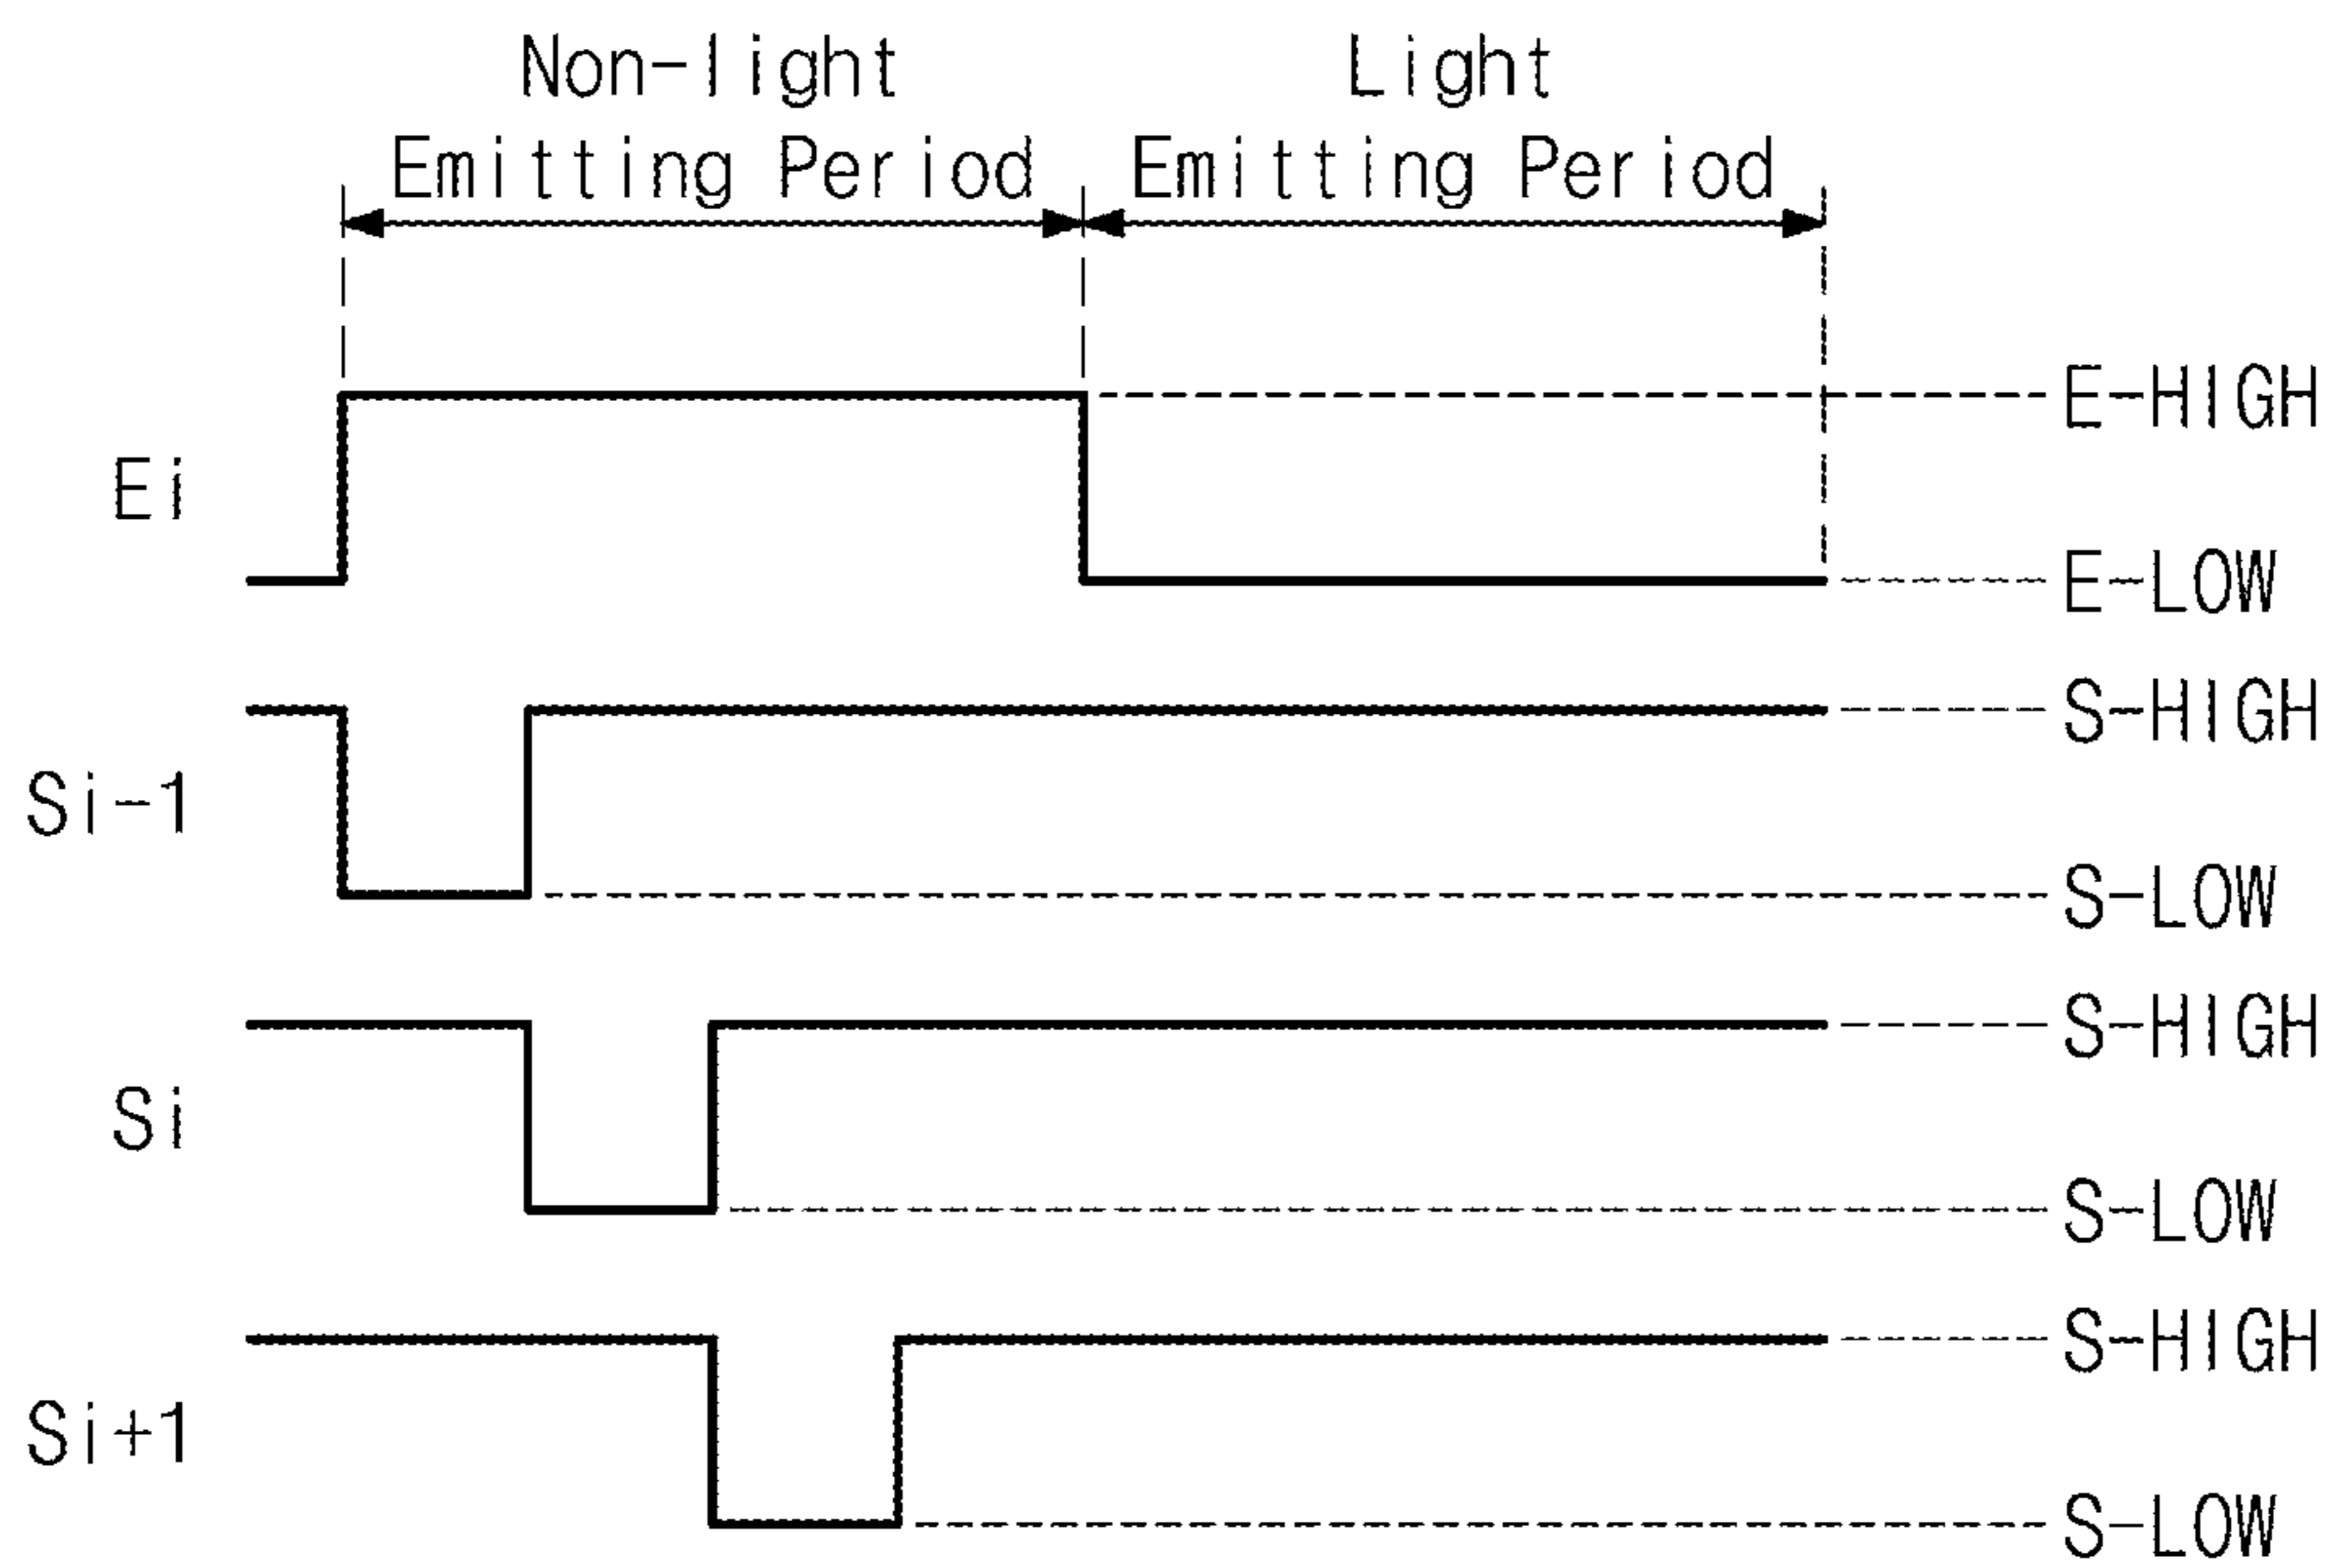 Non-light
Emitting Period
Light
Emitting Period
E-HIGH
Ei
E-LOW
S-HIGH
Si-1
S-LOW
S-HIGH
Si
S-LOW
S-HIGH
Si+1
S-LOW